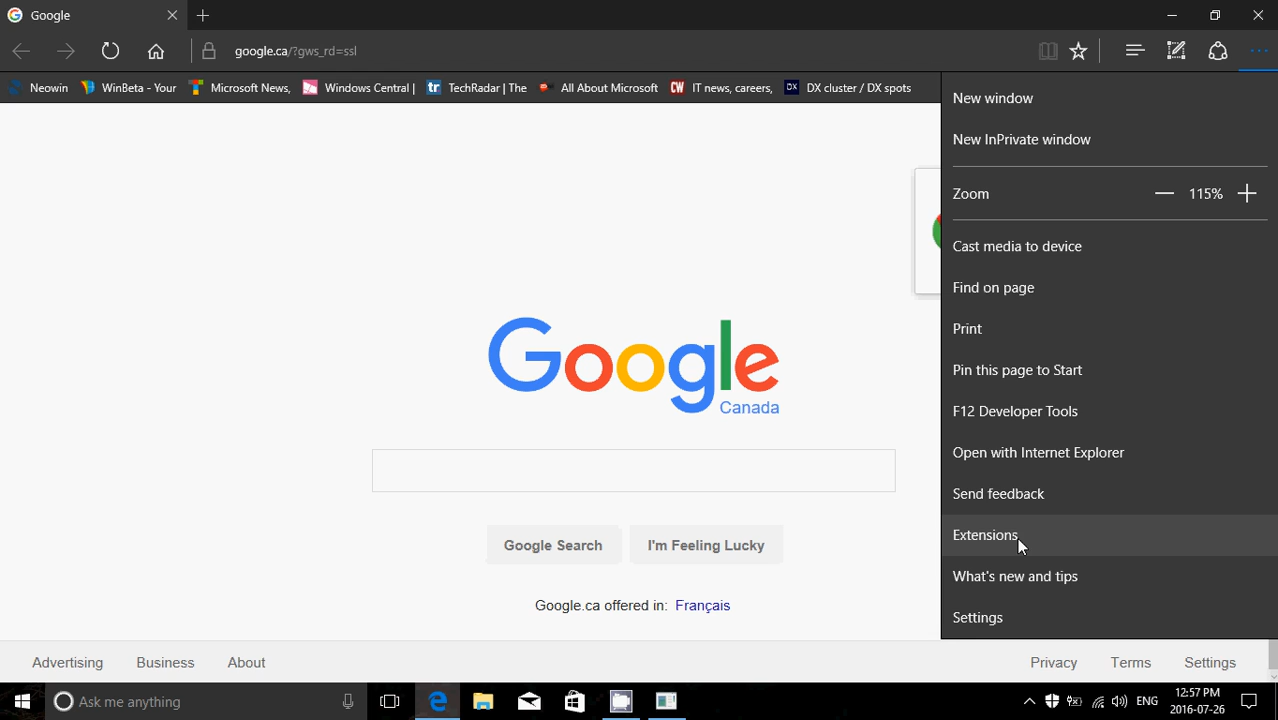 Google
google.ca/?gws_rd=ssl
Neowin WinBeta - Your Microsoft News, Windows Central | tr TechRadar | The All About Microsoft CW IT news, careers, DX DX cluster / DX spots
New window
New InPrivate window
Zoom 115%
Cast media to device
Find on page
Print
Pin this page to Start
F12 Developer Tools
Open with Internet Explorer
Send feedback
Extensions
What's new and tips
Settings
Google
Canada
Google Search I'm Feeling Lucky
Google.ca offered in: Français
Advertising Business About Privacy Terms Settings
Ask me anything ENG 12:57 PM
2016-07-26